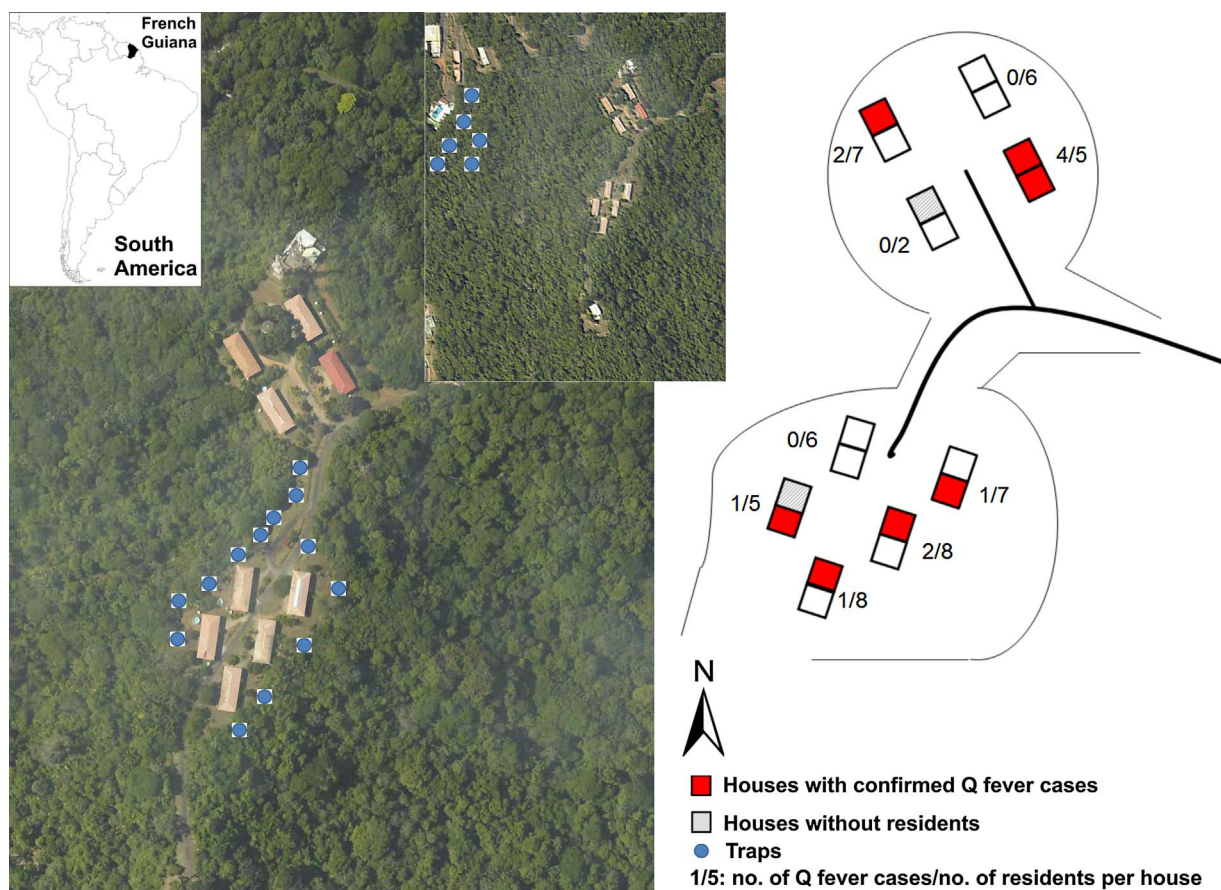 French
Guiana
South
America
0/6
2/7
4/5
0/2
0/6
1/7
1/5
2/8
1/8
N
Houses with confirmed Q fever cases
Houses without residents
Traps
1/5: no. of Q fever cases/no. of residents per house